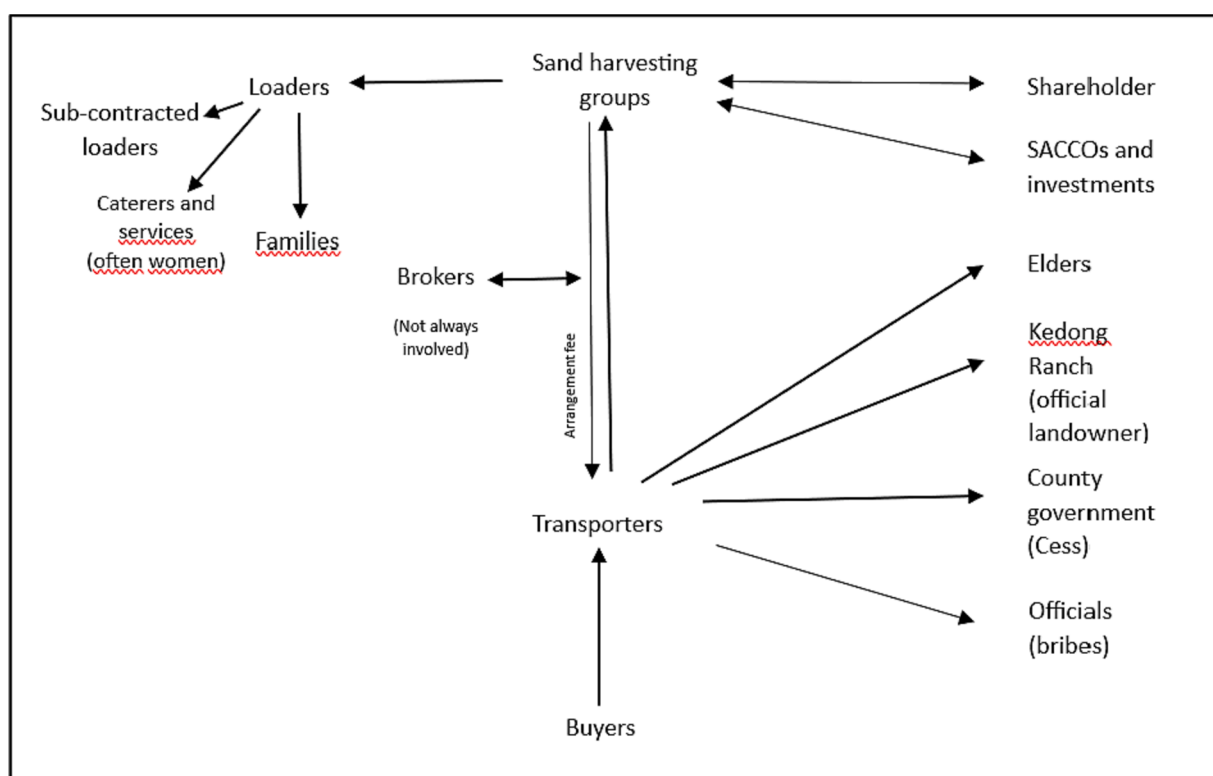 Sand harvesting
groups
Loaders
Sub-contracted
loaders
Caterers and
services
(often women)
Families
Shareholder
SACCOs and
investments
Brokers
(Not always
involved)
Arrangement fee
Elders
Kedong
Ranch
(official
landowner)
County
government
(Cess)
Transporters
Officials
(bribes)
Buyers